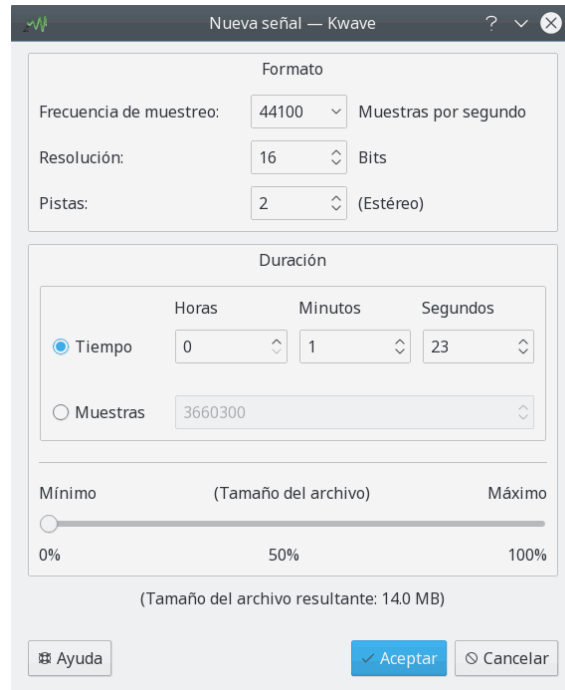 Nueva señal — Kwave
Formato
Frecuencia de muestreo: 44100 Muestras por segundo
Resolución: 16 Bits
Pistas: 2 (Estéreo)
Duración
Horas Minutos Segundos
Tiempo 0 1 23
Muestras 3660300
Mínimo (Tamaño del archivo) Máximo
0% 50% 100%
(Tamaño del archivo resultante: 14.0 MB)
Ayuda Aceptar Cancelar